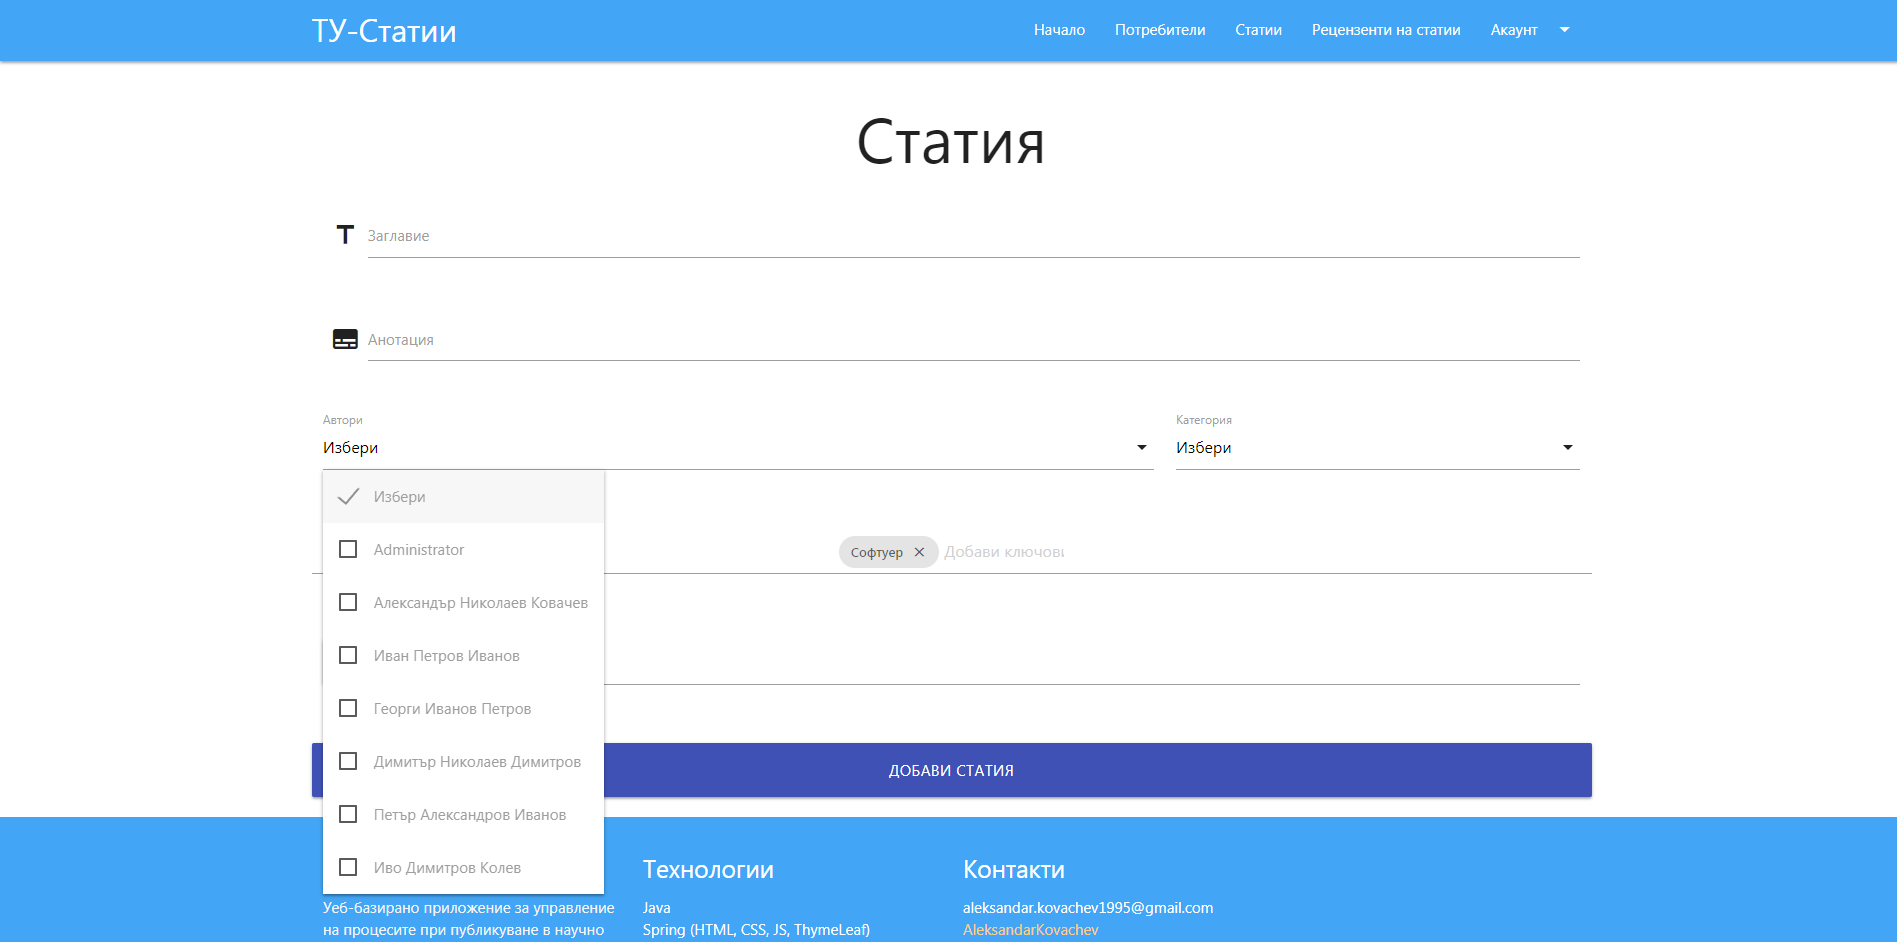 ТУ-Статии
Начало
Потребители
Статии
Рецензенти на статии
Акаунт
Статия
Заглавие
Анотация
Автори
Категория
Избери
Избери
Избери
Administrator
Софтуер
Добави ключови
Александър Николаев Ковачев
Иван Петров Иванов
Георги Иванов Петров
Димитър Николаев Димитров
ДОБАВИ СТАТИЯ
Петър Александров Иванов
Иво Димитров Колев
Уеб-базирано приложение за управление
на процесите при публикуване в научно
Технологии
Java
Spring (HTML, CSS, JS, ThymeLeaf)
Контакти
aleksandar.kovachev1995@gmail.com
AleksandarKovachev